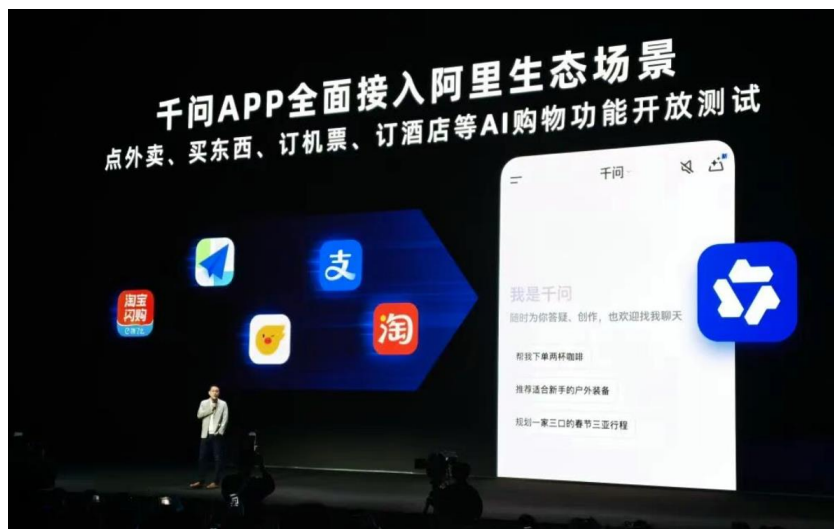 千问APP全面接入阿里生态场景
点外卖、买东西、订机票、订酒店等AI购物功能开放测试
千问
支
淘宝
闪购
淘
我是千问
随时为你答疑、创作，也欢迎找我聊天
帮我下单两杯咖啡
推荐适合新手的户外装备
规划一家三口的春节三亚行程